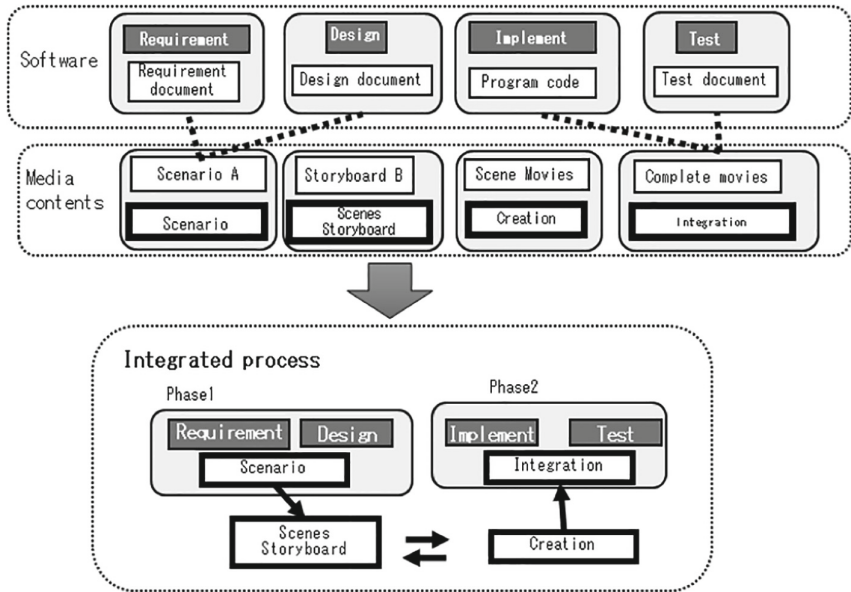 Software
Requirement
Requirement
document
Design
Design document
Implement
Program code
Test
Test document
Media
contents
Scenario A
Scenario
Storyboard B
Scenes
Storyboard
Scene Movies
Creation
Complete movies
Integration
Integrated process
Phase1
Requirement
Design
Scenario
Phase2
Implement
Test
Integration
Scenes
Storyboard
Creation